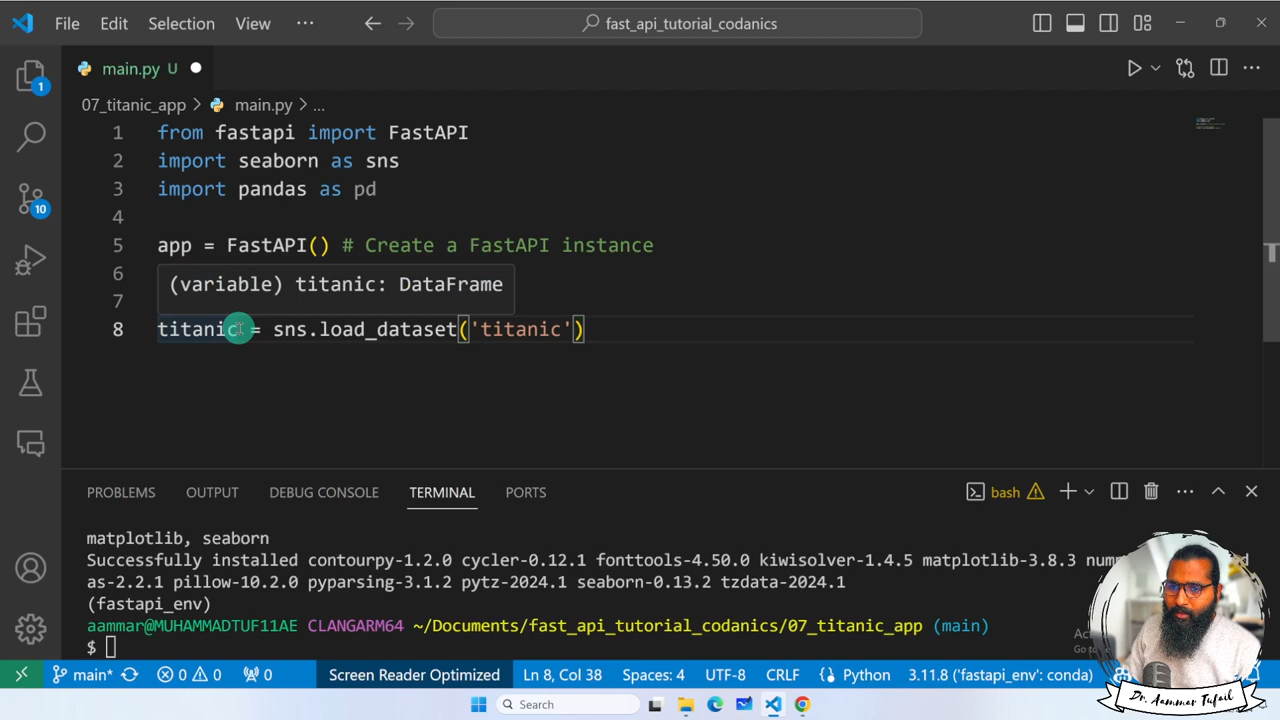 File Edit Selection View ··· fast_api_tutorial_codanics
main.py U
07_titanic_app > main.py > ...
1 from fastapi import FastAPI
2 import seaborn as sns
3 import pandas as pd
4
5 app = FastAPI() # Create a FastAPI instance
6
(variable) titanic: DataFrame
7
8 titanic = sns.load_dataset('titanic')
PROBLEMS OUTPUT DEBUG CONSOLE TERMINAL PORTS bash
matplotlib, seaborn
Successfully installed contourpy-1.2.0 cycler-0.12.1 fonttools-4.50.0 kiwisolver-1.4.5 matplotlib-3.8.3
as-2.2.1 pillow-10.2.0 pyparsing-3.1.2 pytz-2024.1 seaborn-0.13.2 tzdata-2024.1
(fastapi_env)
aammar@MUHAMMADTUF11AE CLANGARM64 ~/Documents/fast_api_tutorial_codanics/07_titanic_app (main)
$
main* 0 0 0 Screen Reader Optimized Ln 8, Col 38 Spaces: 4 UTF-8 CRLF Python 3.11.8 ('fastapi_env': conda)
Search
1
10
Dr. Aammar Tufail